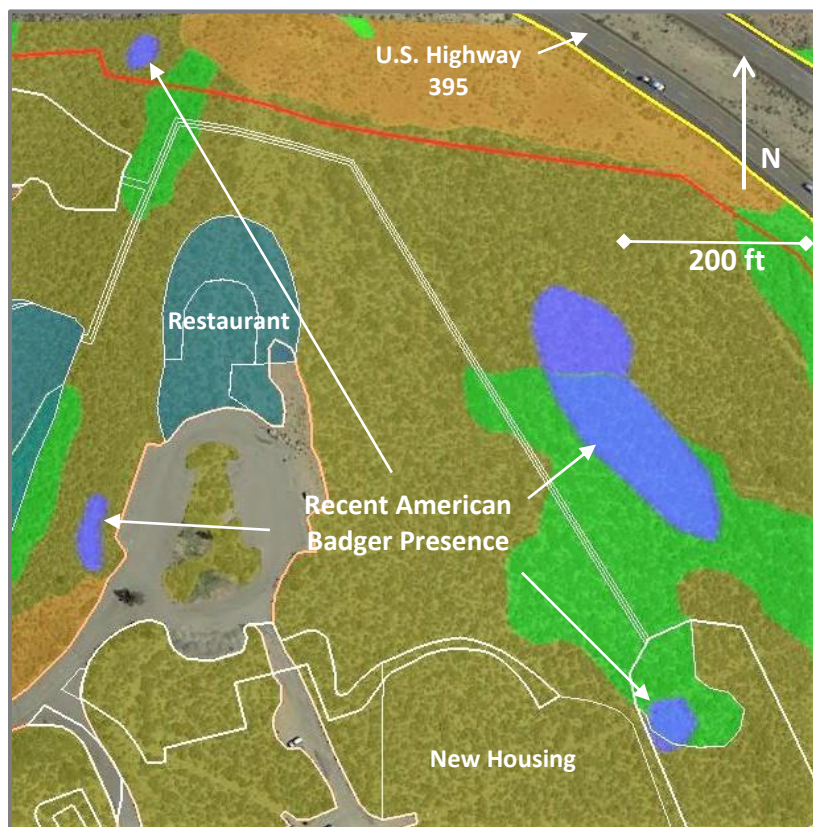 U.S. Highway
395
N
200 ft
Restaurant
Recent American
Badger Presence
New Housing